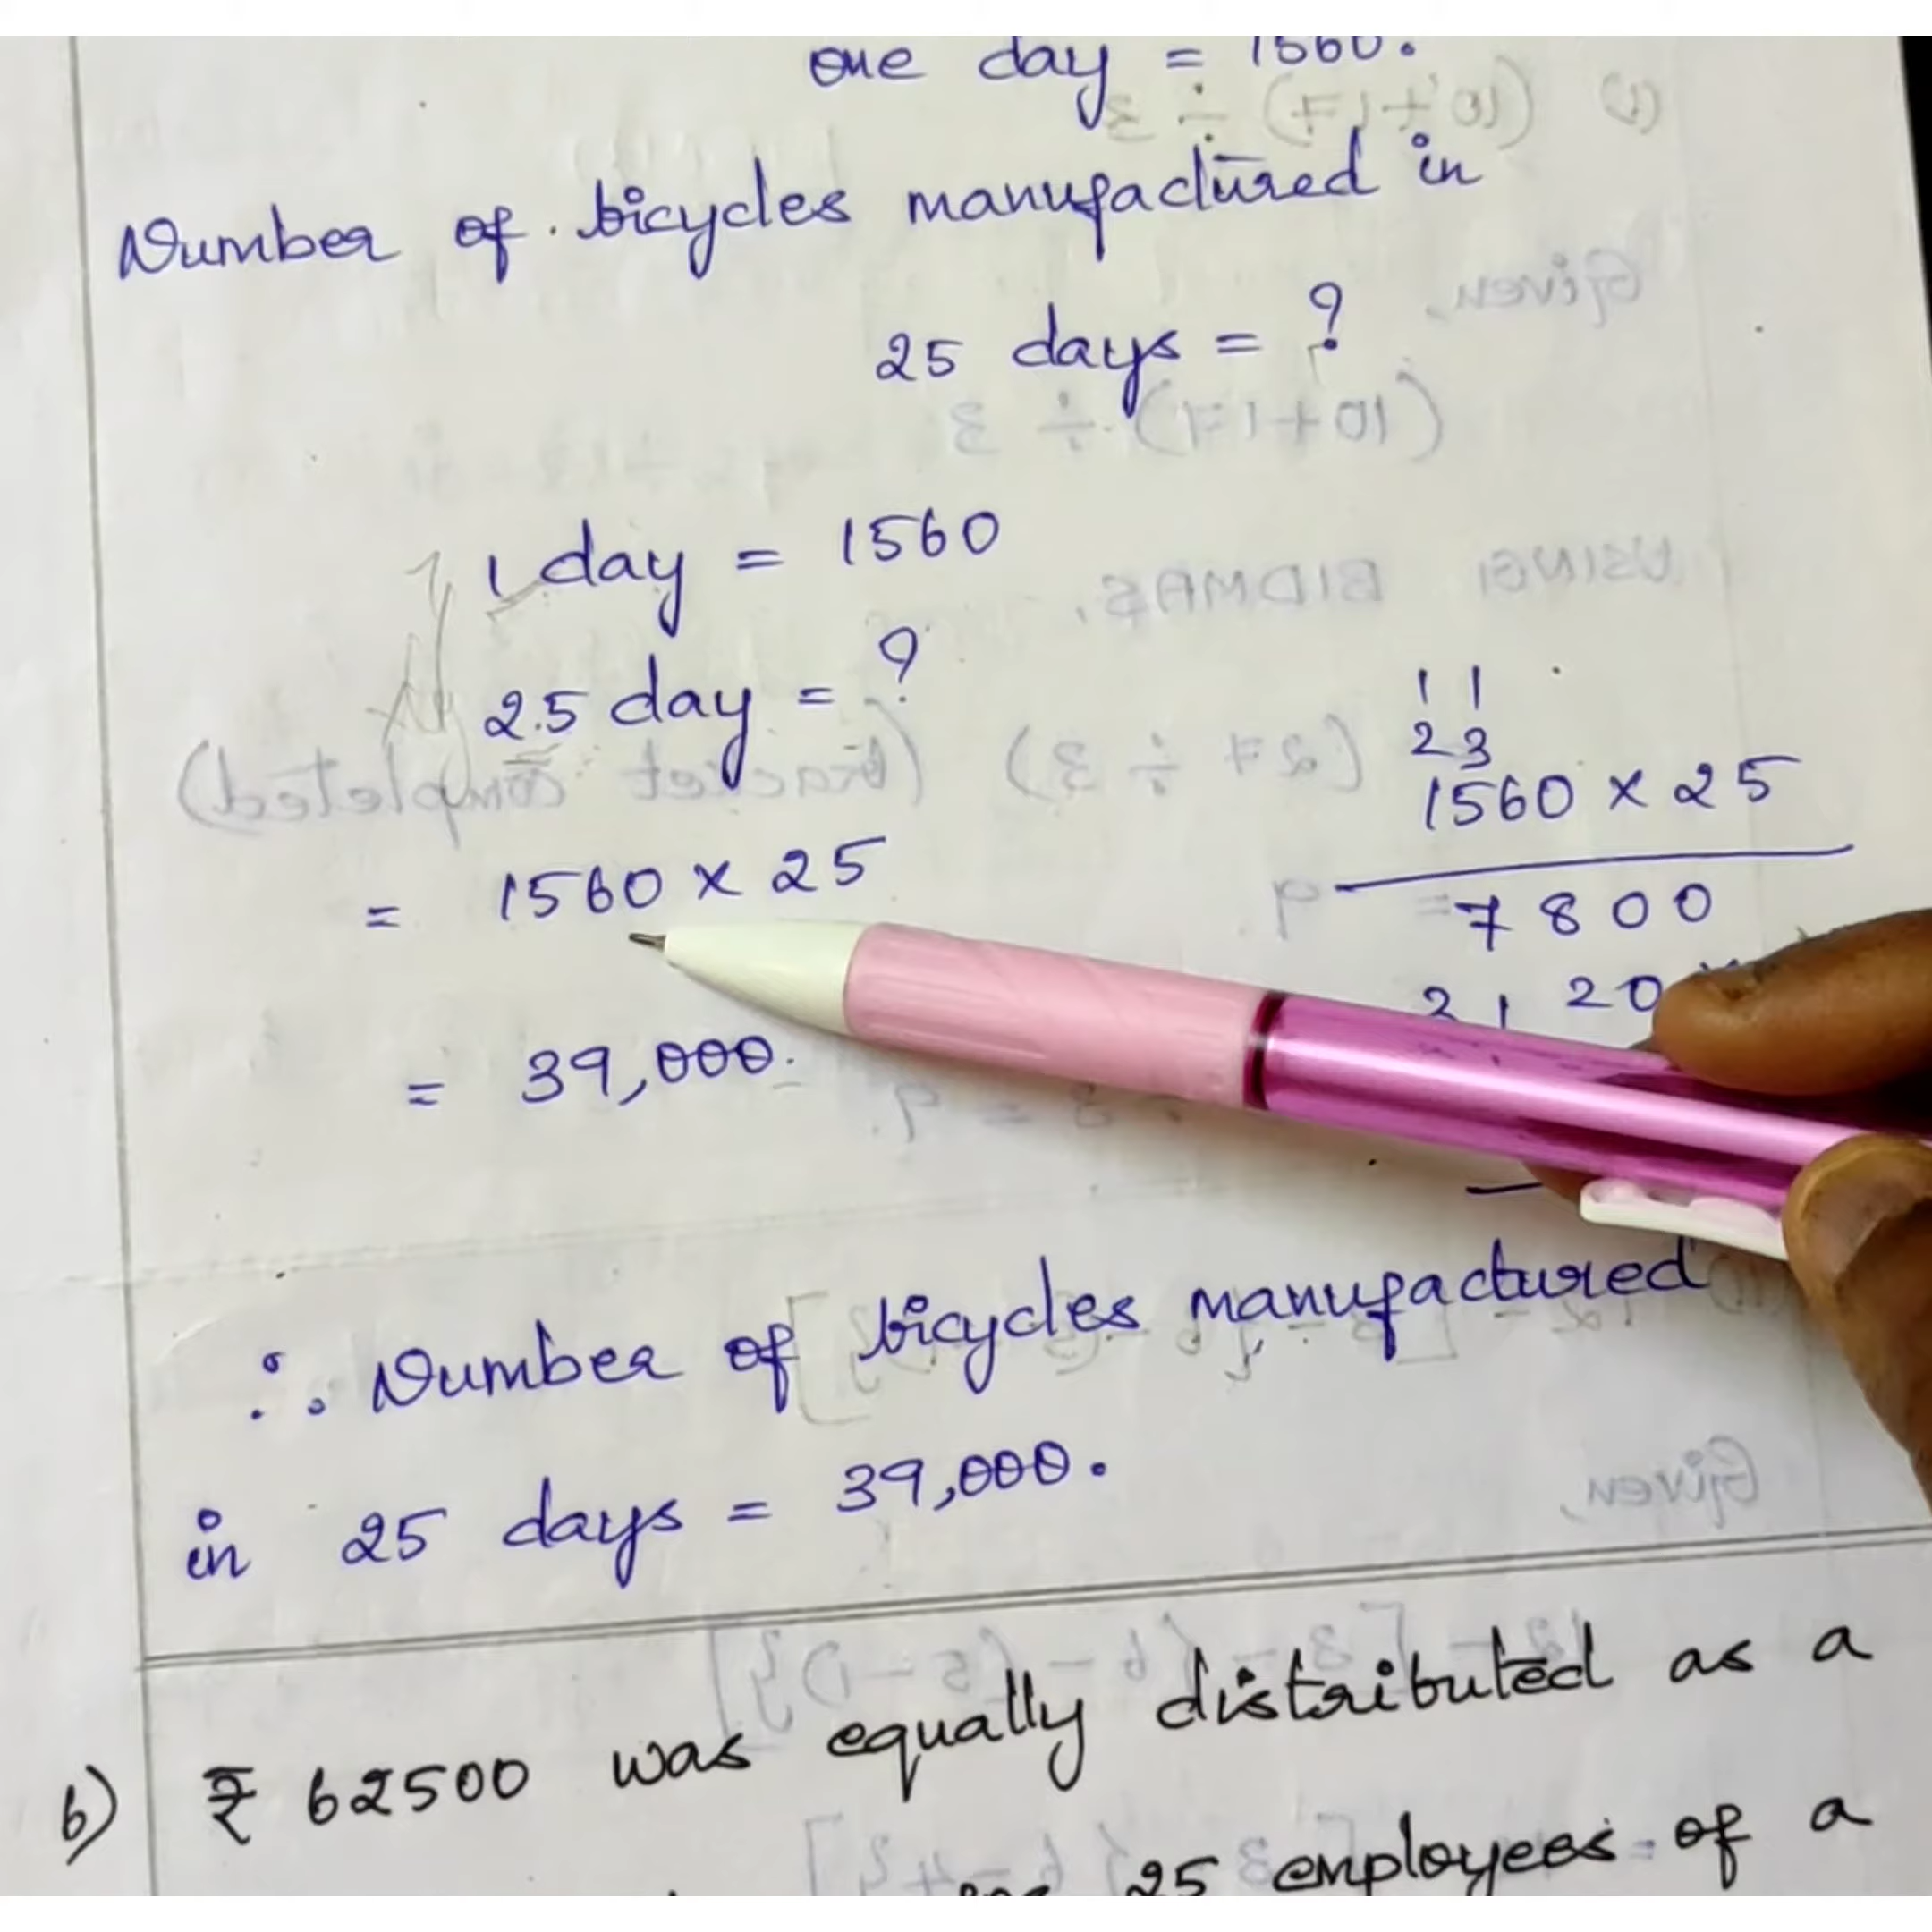 one day = 1560.
Number of bicycles manufactured in
25 days = ?
1 day = 1560
25 day = ?
= 1560 x 25
= 39,000.
11
23
1560 x 25
7800
3120
∴ Number of bicycles manufactured
in 25 days = 39,000.
6) ₹ 62500 was equally distributed as a
25 employees of a